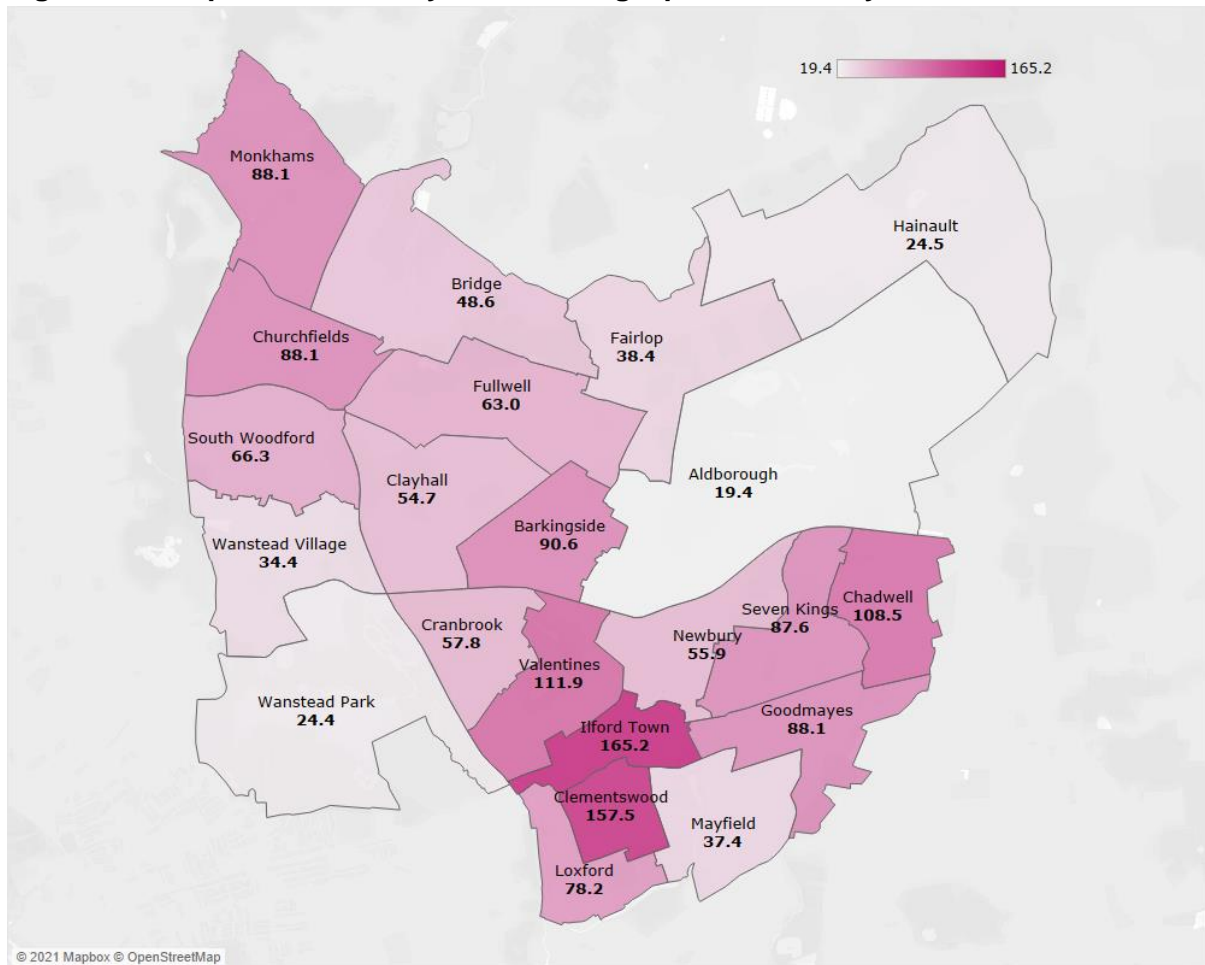 19.4
165.2
Monkhams
88.1
Hainault
24.5
Bridge
48.6
Churchfields
88.1
Fairlop
38.4
Fullwell
63.0
South Woodford
66.3
Clayhall
54.7
Aldborough
19.4
Barkingside
90.6
Wanstead Village
34.4
Chadwell
108.5
Seven Kings
87.6
Cranbrook
57.8
Newbury
55.9
Valentines
111.9
Wanstead Park
24.4
Goodmayes
88.1
Ilford Town
165.2
Clementswood
157.5
Mayfield
37.4
Loxford
78.2
© 2021 Mapbox © OpenStreetMap